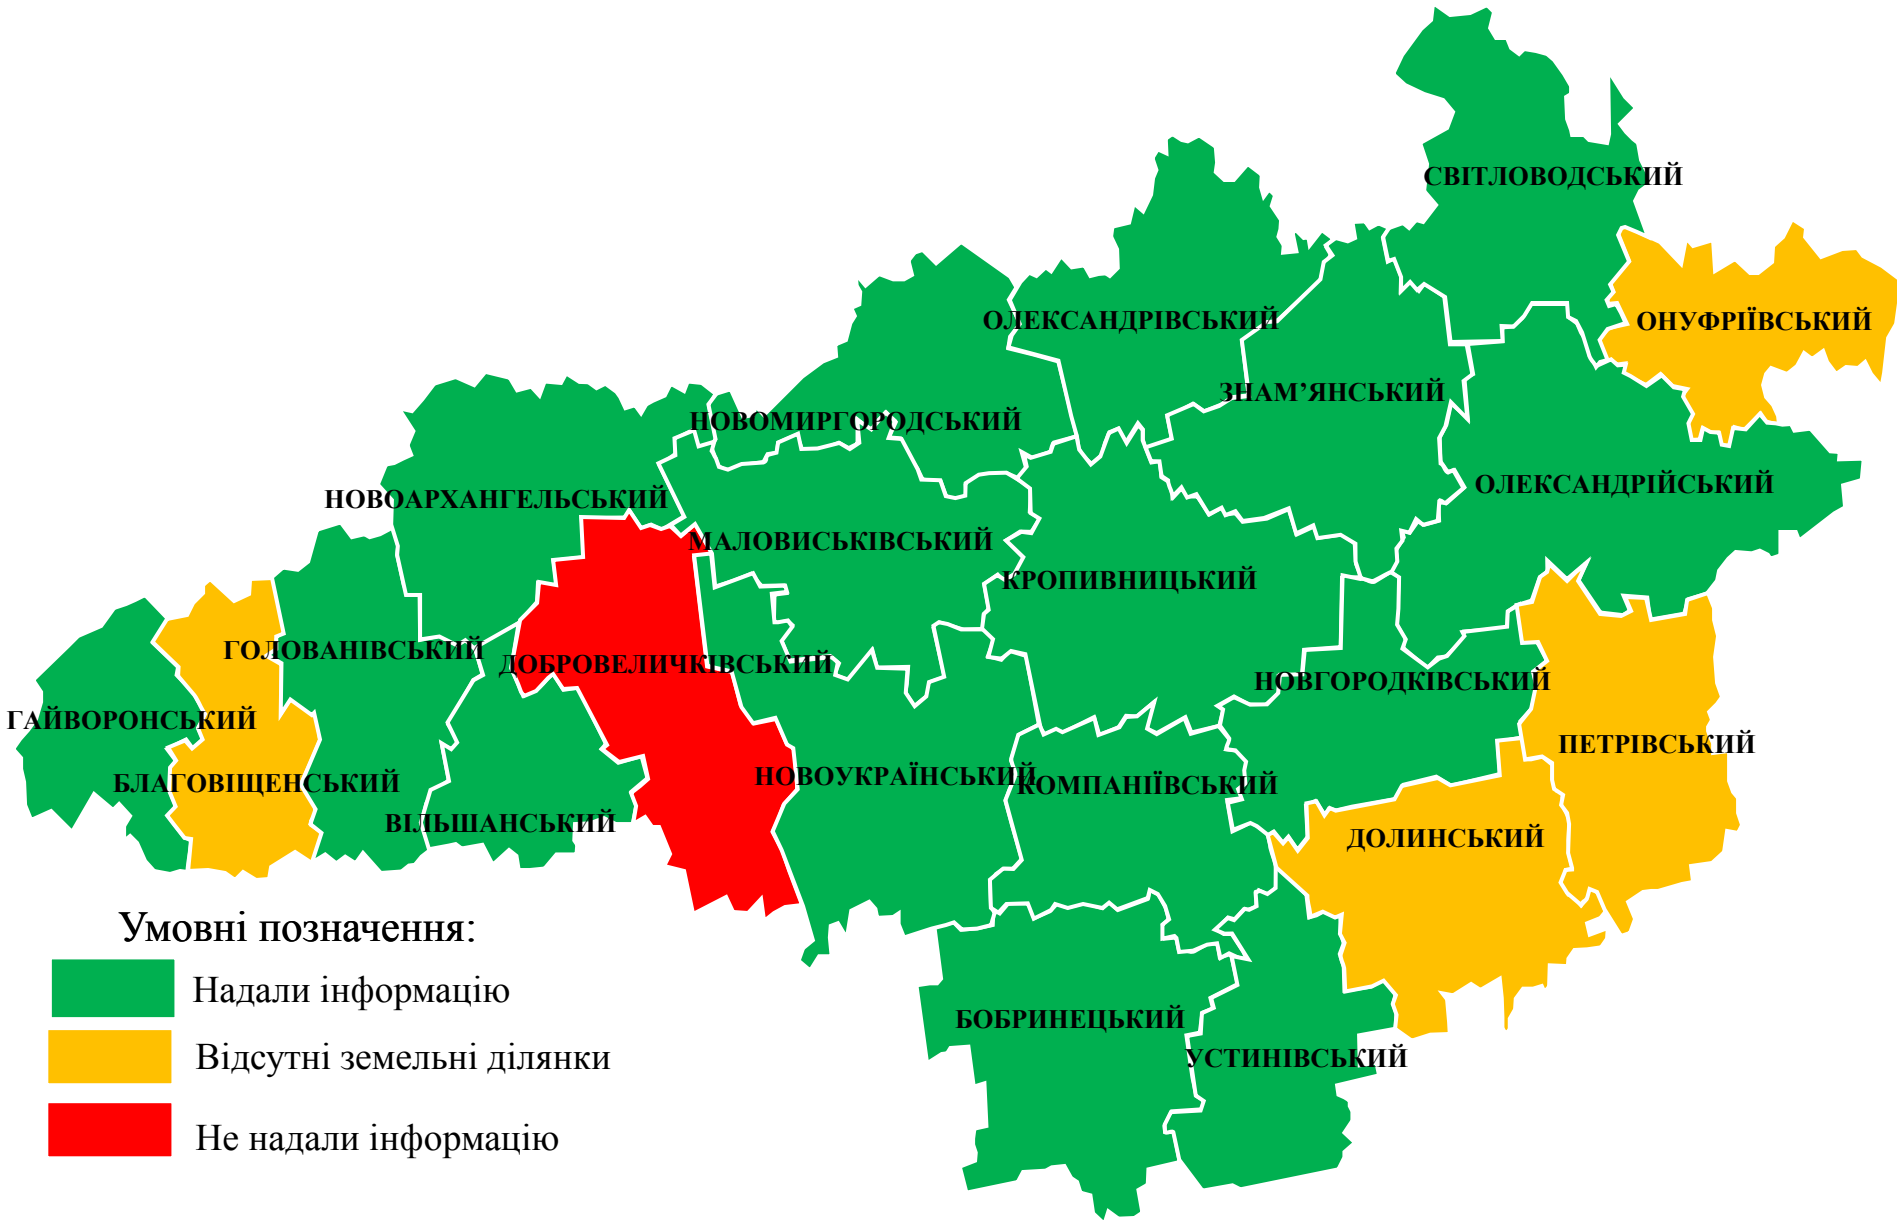 СВІТЛОВОДСЬКИЙ
ОЛЕКСАНДРІВСЬКИЙ
ОНУФРІЇВСЬКИЙ
ЗНАМ’ЯНСЬКИЙ
НОВОМИРГОРОДСЬКИЙ
ОЛЕКСАНДРІЙСЬКИЙ
НОВОАРХАНГЕЛЬСЬКИЙ
МАЛОВИСЬКІВСЬКИЙ
КРОПИВНИЦЬКИЙ
ГОЛОВАНІВСЬКИЙ
ДОБРОВЕЛИЧКІВСЬКИЙ
НОВГОРОДКІВСЬКИЙ
ГАЙВОРОНСЬКИЙ
ПЕТРІВСЬКИЙ
БЛАГОВІЩЕНСЬКИЙ
НОВОУКРАЇНСЬКИЙ
КОМПАНІЇВСЬКИЙ
ВІЛЬШАНСЬКИЙ
ДОЛИНСЬКИЙ
БОБРИНЕЦЬКИЙ
УСТИНІВСЬКИЙ
Умовні позначення:
Надали інформацію
Відсутні земельні ділянки
Не надали інформацію